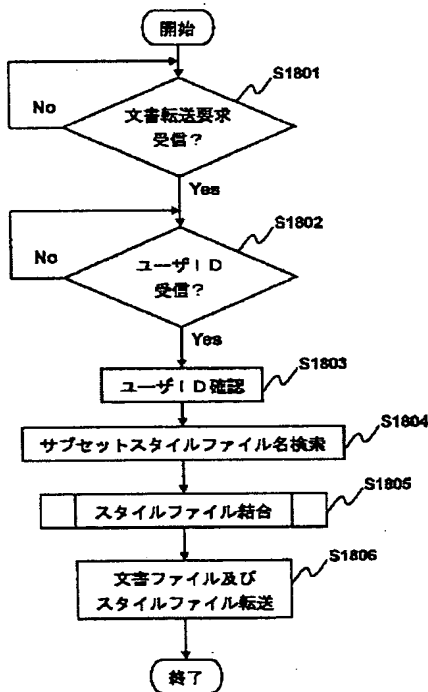 開始
S1801
No
文書転送要求
受信？
Yes
S1802
No
ユーザID
受信？
Yes
S1803
ユーザID確認
S1804
サブセットスタイルファイル名検索
S1805
スタイルファイル結合
S1806
文書ファイル及び
スタイルファイル転送
終了